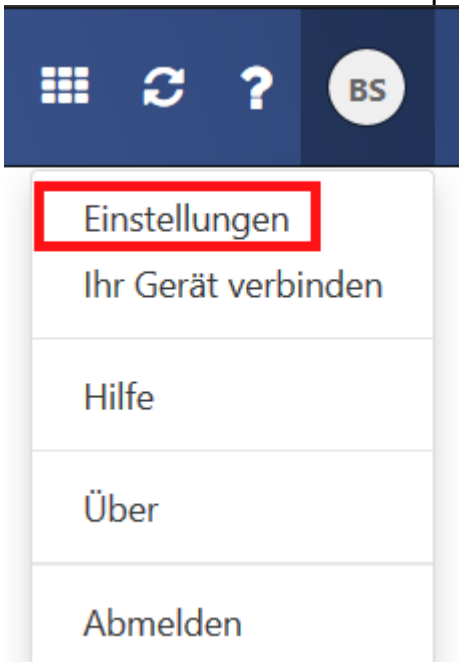 BS
Einstellungen
Ihr Gerät verbinden
Hilfe
Über
Abmelden